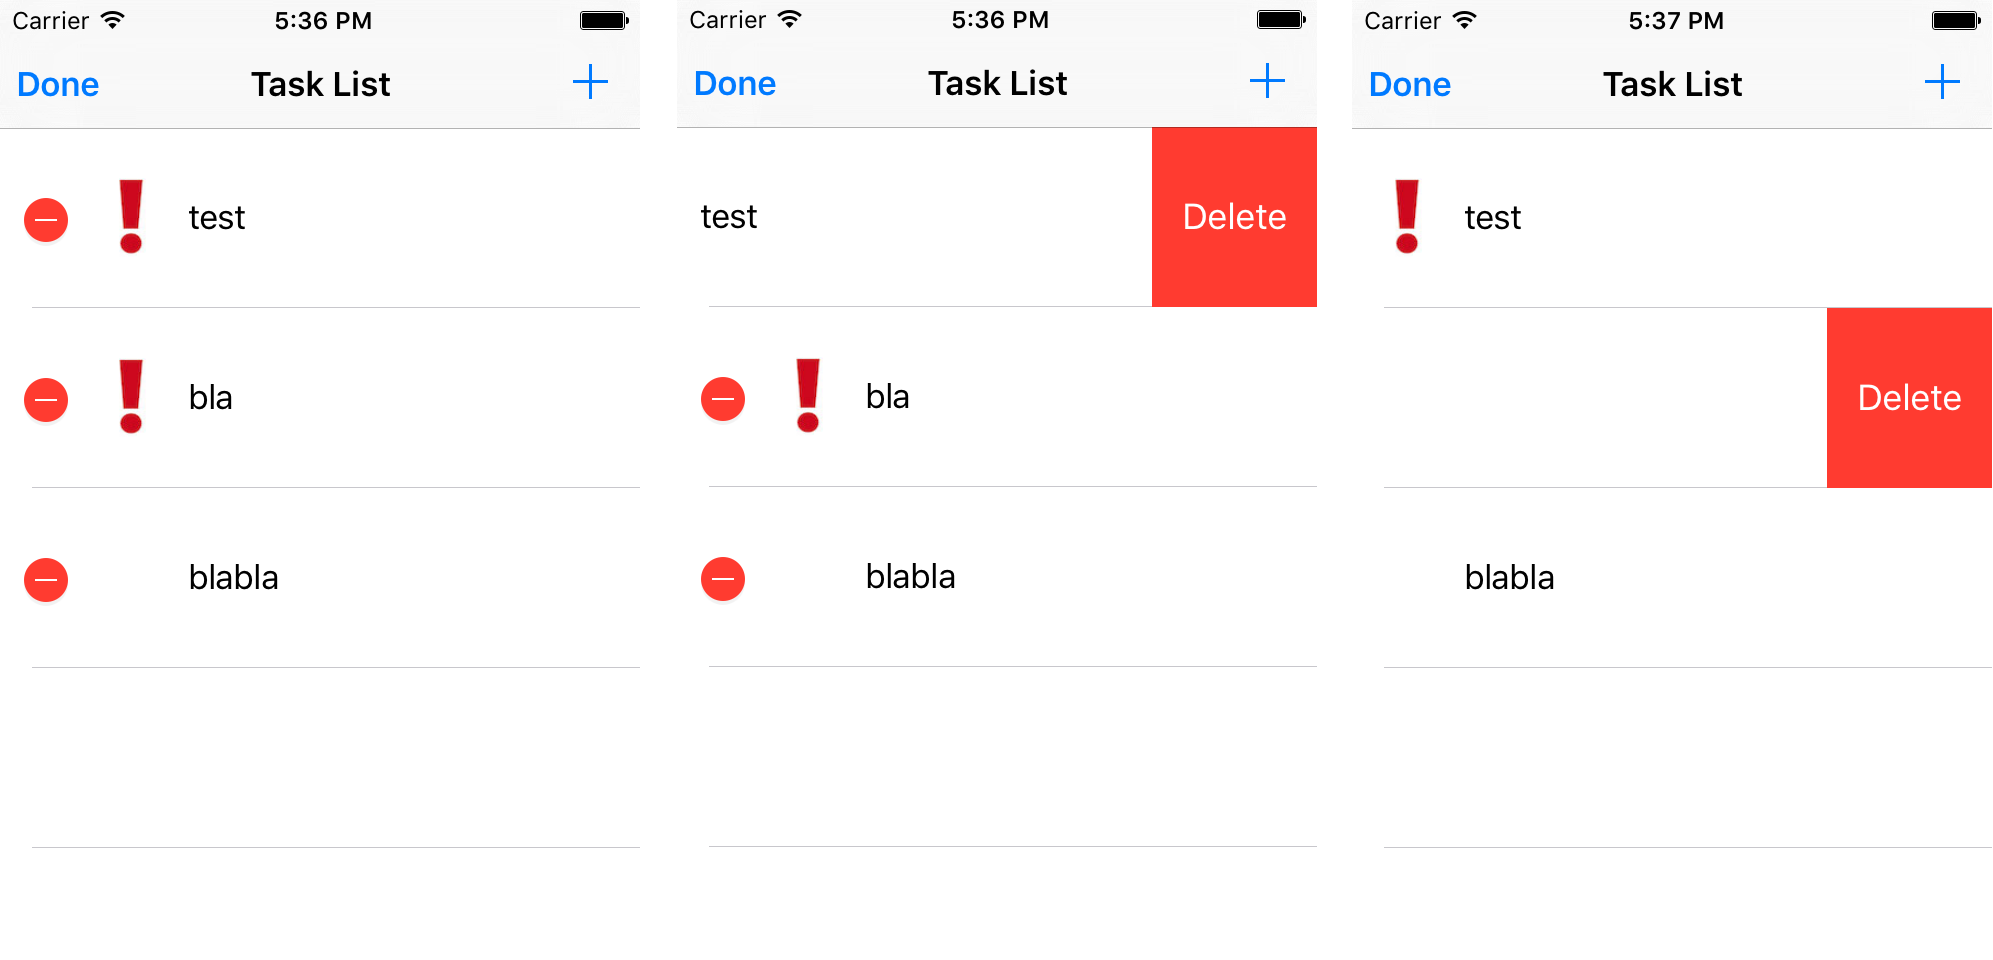 Carrier 5:36 PM
Done Task List +
test
bla
blabla
Carrier 5:36 PM
Done Task List +
test Delete
bla
blabla
Carrier 5:37 PM
Done Task List +
test
Delete
blabla